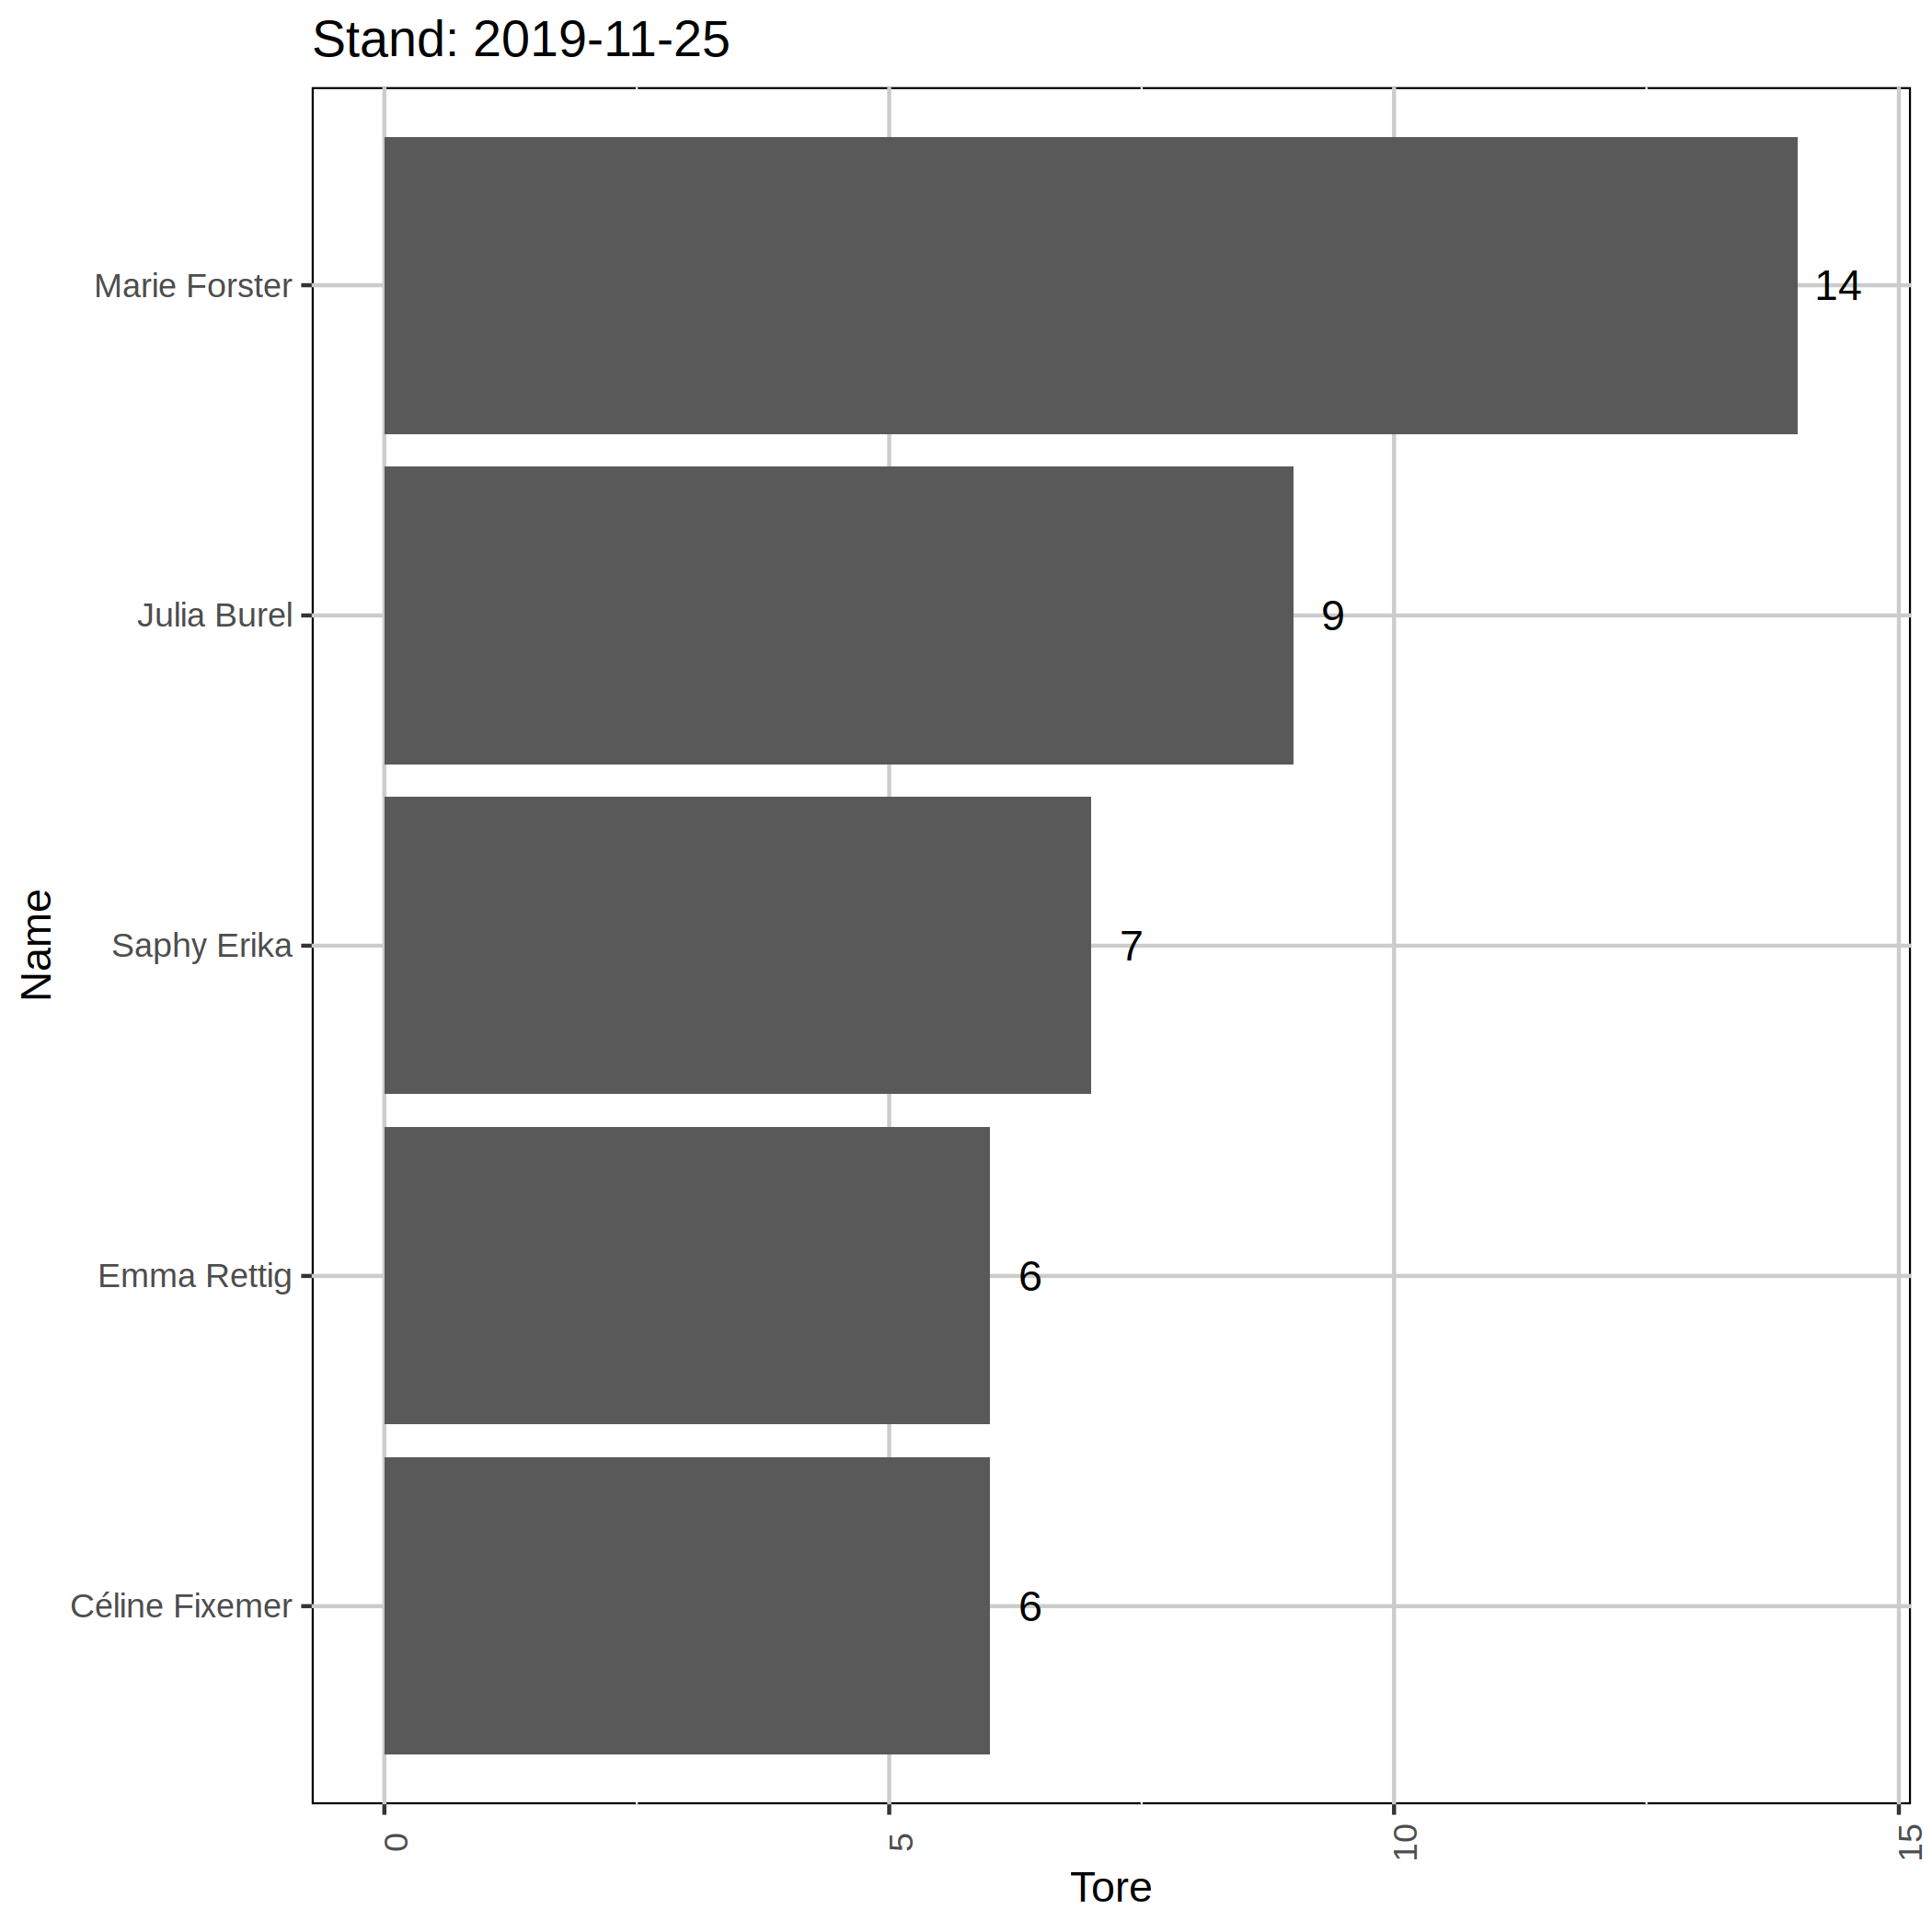 Stand: 2019-11-25
Name
Marie Forster
14
Julia Burel
9
Saphy Erika
7
Emma Rettig
6
Céline Fixemer
6
0 5 10 15
Tore